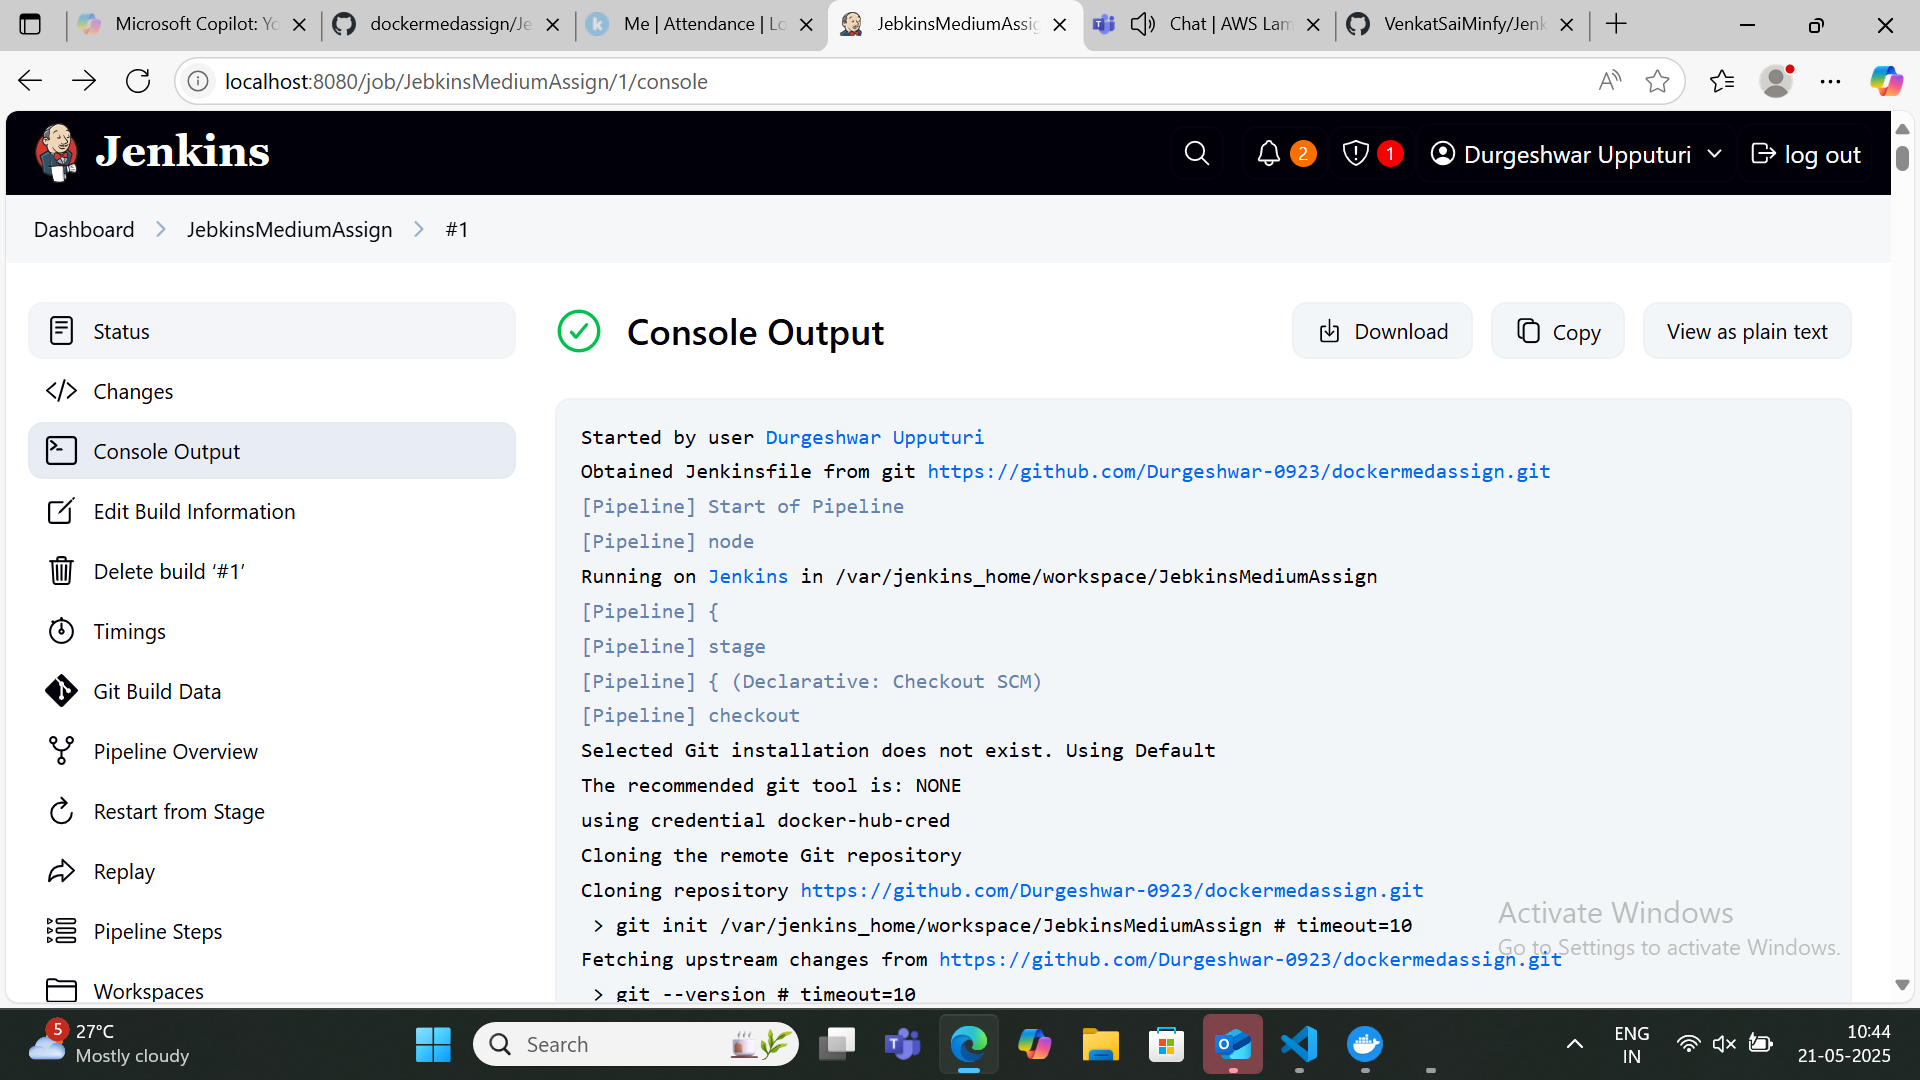 Microsoft Copilot: Yo
dockermedassign/Je
Me | Attendance | Lo
JebkinsMediumAssig
Chat | AWS Lam
VenkatSaiMinfy/Jenk
localhost:8080/job/JebkinsMediumAssign/1/console
Jenkins
2
1
Durgeshwar Upputuri
log out
Dashboard
JebkinsMediumAssign
#1
Status
Changes
Console Output
Edit Build Information
Delete build ‘#1’
Timings
Git Build Data
Pipeline Overview
Restart from Stage
Replay
Pipeline Steps
Workspaces
Console Output
Download
Copy
View as plain text
Started by user Durgeshwar Upputuri
Obtained Jenkinsfile from git https://github.com/Durgeshwar-0923/dockermedassign.git
[Pipeline] Start of Pipeline
[Pipeline] node
Running on Jenkins in /var/jenkins_home/workspace/JebkinsMediumAssign
[Pipeline] {
[Pipeline] stage
[Pipeline] { (Declarative: Checkout SCM)
[Pipeline] checkout
Selected Git installation does not exist. Using Default
The recommended git tool is: NONE
using credential docker-hub-cred
Cloning the remote Git repository
Cloning repository https://github.com/Durgeshwar-0923/dockermedassign.git
> git init /var/jenkins_home/workspace/JebkinsMediumAssign # timeout=10
Fetching upstream changes from https://github.com/Durgeshwar-0923/dockermedassign.git
> git --version # timeout=10
Activate Windows
Go to Settings to activate Windows.
5
27°C
Mostly cloudy
Search
ENG
IN
10:44
21-05-2025